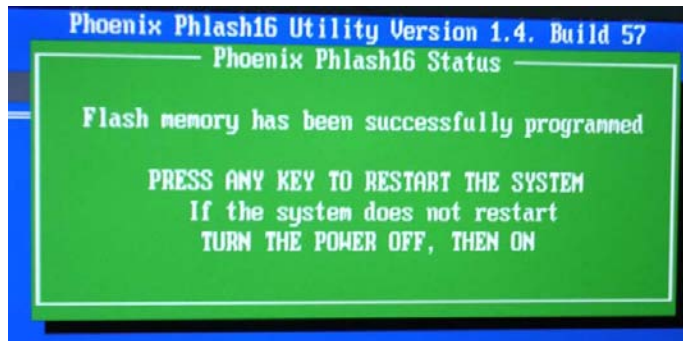 Phoenix Phlash16 Utility Version 1.4. Build 57
Phoenix Phlash16 Status
Flash memory has been successfully programmed
PRESS ANY KEY TO RESTART THE SYSTEM
If the system does not restart
TURN THE POWER OFF, THEN ON